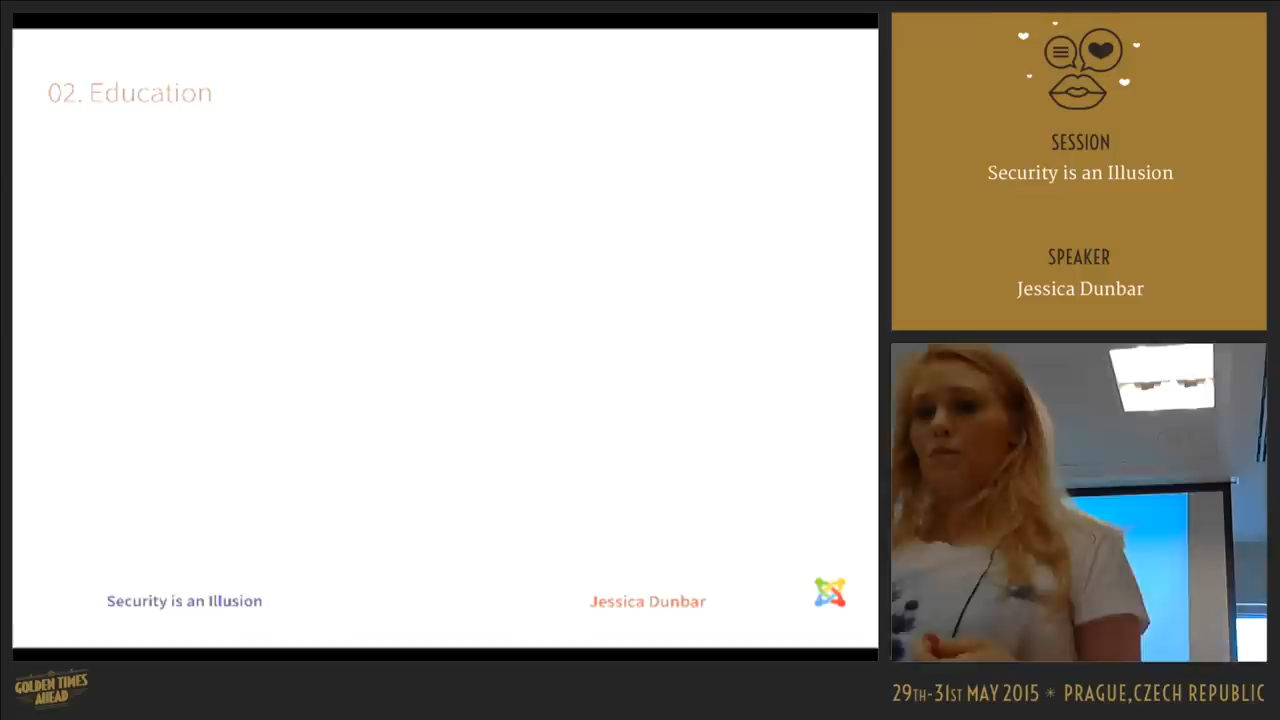 02. Education
Security is an Illusion
Jessica Dunbar
SESSION
Security is an Illusion
SPEAKER
Jessica Dunbar
GOLDEN TIMES
AHEAD
29TH-31ST MAY 2015 * PRAGUE,CZECH REPUBLIC